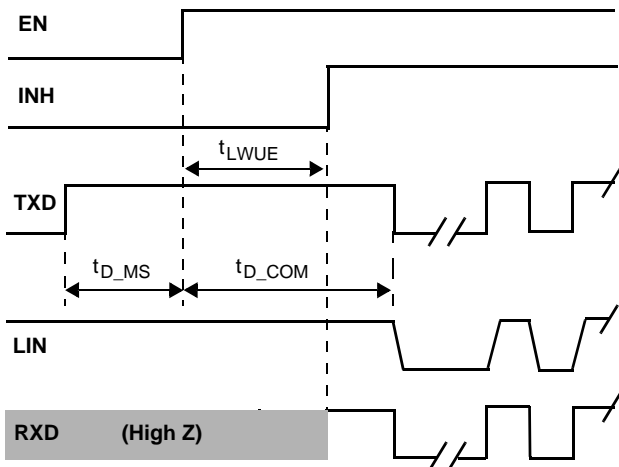 EN
INH
tLWUE
TXD
tD_MS tD_COM
LIN
RXD (High Z)